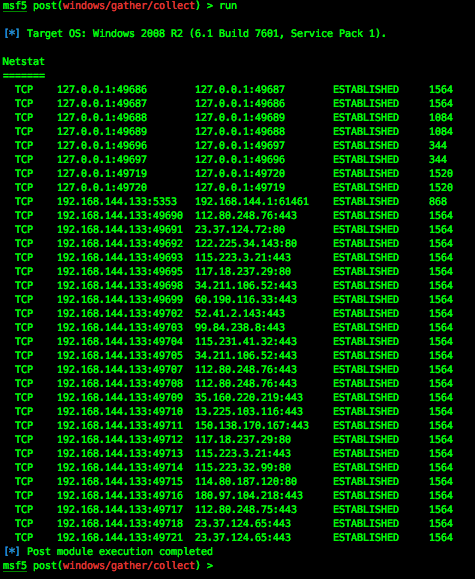 msf5 post(windows/gather/collect) > run
[*] Target OS: Windows 2008 R2 (6.1 Build 7601, Service Pack 1).
Netstat
=======
TCP 127.0.0.1:49686 127.0.0.1:49687 ESTABLISHED 1564
TCP 127.0.0.1:49687 127.0.0.1:49686 ESTABLISHED 1564
TCP 127.0.0.1:49688 127.0.0.1:49689 ESTABLISHED 1084
TCP 127.0.0.1:49689 127.0.0.1:49688 ESTABLISHED 1084
TCP 127.0.0.1:49696 127.0.0.1:49697 ESTABLISHED 344
TCP 127.0.0.1:49697 127.0.0.1:49696 ESTABLISHED 344
TCP 127.0.0.1:49719 127.0.0.1:49720 ESTABLISHED 1520
TCP 127.0.0.1:49720 127.0.0.1:49719 ESTABLISHED 1520
TCP 192.168.144.133:5353 192.168.144.1:61461 ESTABLISHED 868
TCP 192.168.144.133:49690 112.80.248.76:443 ESTABLISHED 1564
TCP 192.168.144.133:49691 23.37.124.72:80 ESTABLISHED 1564
TCP 192.168.144.133:49692 122.225.34.143:80 ESTABLISHED 1564
TCP 192.168.144.133:49693 115.223.3.21:443 ESTABLISHED 1564
TCP 192.168.144.133:49695 117.18.237.29:80 ESTABLISHED 1564
TCP 192.168.144.133:49698 34.211.106.52:443 ESTABLISHED 1564
TCP 192.168.144.133:49699 60.190.116.33:443 ESTABLISHED 1564
TCP 192.168.144.133:49702 52.41.2.143:443 ESTABLISHED 1564
TCP 192.168.144.133:49703 99.84.238.8:443 ESTABLISHED 1564
TCP 192.168.144.133:49704 115.231.41.32:443 ESTABLISHED 1564
TCP 192.168.144.133:49705 34.211.106.52:443 ESTABLISHED 1564
TCP 192.168.144.133:49707 112.80.248.76:443 ESTABLISHED 1564
TCP 192.168.144.133:49708 112.80.248.76:443 ESTABLISHED 1564
TCP 192.168.144.133:49709 35.160.220.219:443 ESTABLISHED 1564
TCP 192.168.144.133:49710 13.225.103.116:443 ESTABLISHED 1564
TCP 192.168.144.133:49711 150.138.170.167:443 ESTABLISHED 1564
TCP 192.168.144.133:49712 117.18.237.29:80 ESTABLISHED 1564
TCP 192.168.144.133:49713 115.223.3.21:443 ESTABLISHED 1564
TCP 192.168.144.133:49714 115.223.32.99:80 ESTABLISHED 1564
TCP 192.168.144.133:49715 114.80.187.120:80 ESTABLISHED 1564
TCP 192.168.144.133:49716 180.97.104.218:443 ESTABLISHED 1564
TCP 192.168.144.133:49717 112.80.248.75:443 ESTABLISHED 1564
TCP 192.168.144.133:49718 23.37.124.65:443 ESTABLISHED 1564
TCP 192.168.144.133:49721 23.37.124.65:443 ESTABLISHED 1564
[*] Post module execution completed
msf5 post(windows/gather/collect) >